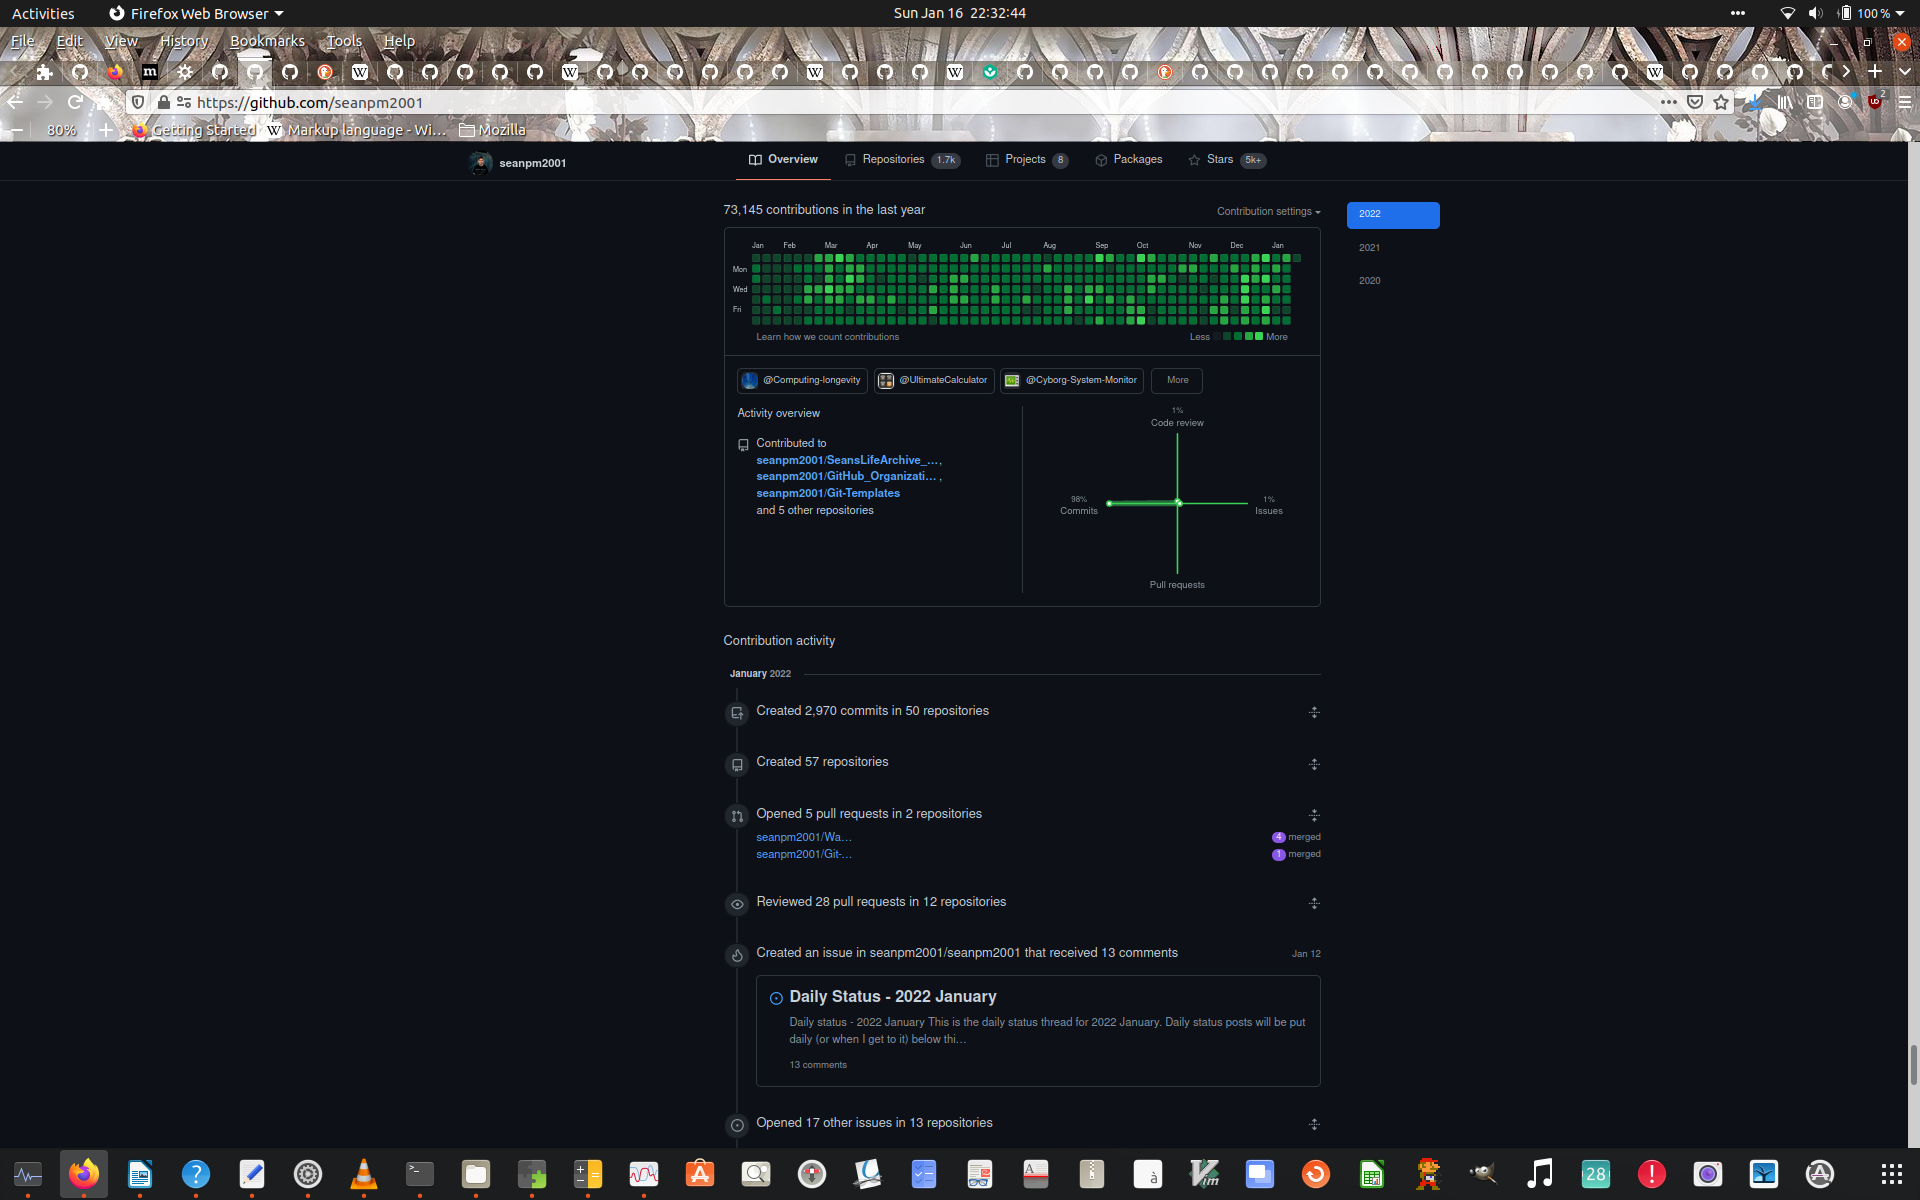 Activities
Firefox Web Browser
Sun Jan 16 22:32:44
100 %
File Edit View History Bookmarks Tools Help
https://github.com/seanpm2001
2
80%
Getting Started
Markup language - Wi…
Mozilla
seanpm2001
Overview
Repositories 1.7k
Projects 8
Packages
Stars 5k+
73,145 contributions in the last year
Contribution settings
2022
2021
2020
Jan Feb Mar Apr May Jun Jul Aug Sep Oct Nov Dec Jan
Mon
Wed
Fri
Learn how we count contributions
Less More
@Computing-longevity
@UltimateCalculator
@Cyborg-System-Monitor
More
Activity overview
Contributed to
seanpm2001/SeansLifeArchive_… ,
seanpm2001/GitHub_Organizati… ,
seanpm2001/Git-Templates
and 5 other repositories
1%
Code review
98%
Commits
1%
Issues
Pull requests
Contribution activity
January 2022
Created 2,970 commits in 50 repositories
Created 57 repositories
Opened 5 pull requests in 2 repositories
seanpm2001/Wa… 4 merged
seanpm2001/Git-… 1 merged
Reviewed 28 pull requests in 12 repositories
Created an issue in seanpm2001/seanpm2001 that received 13 comments
Jan 12
Daily Status - 2022 January
Daily status - 2022 January This is the daily status thread for 2022 January. Daily status posts will be put
daily (or when I get to it) below thi…
13 comments
Opened 17 other issues in 13 repositories
28